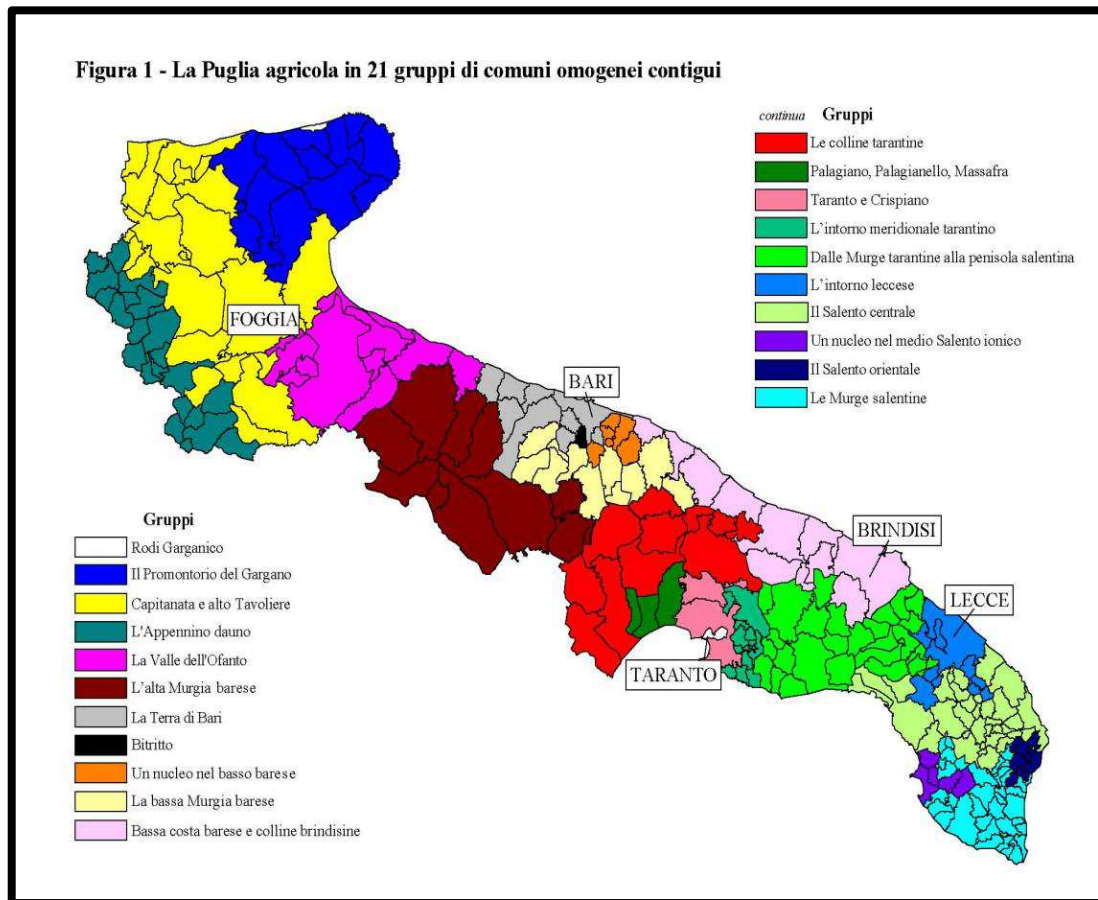 Figura 1 - La Puglia agricola in 21 gruppi di comuni omogenei contigui
continua Gruppi
Le colline tarantine
Palagiano, Palagianello, Massafra
Taranto e Crispiano
L'intorno meridionale tarantino
Dalle Murge tarantine alla penisola salentina
L'intorno leccese
Il Salento centrale
Un nucleo nel medio Salento ionico
Il Salento orientale
Le Murge salentine
FOGGIA
BARI
BRINDISI
LECCE
TARANTO
Gruppi
Rodi Garganico
Il Promontorio del Gargano
Capitanata e alto Tavoliere
L'Appennino dauno
La Valle dell'Ofanto
L'alta Murgia barese
La Terra di Bari
Bitritto
Un nucleo nel basso barese
La bassa Murgia barese
Bassa costa barese e colline brindisine